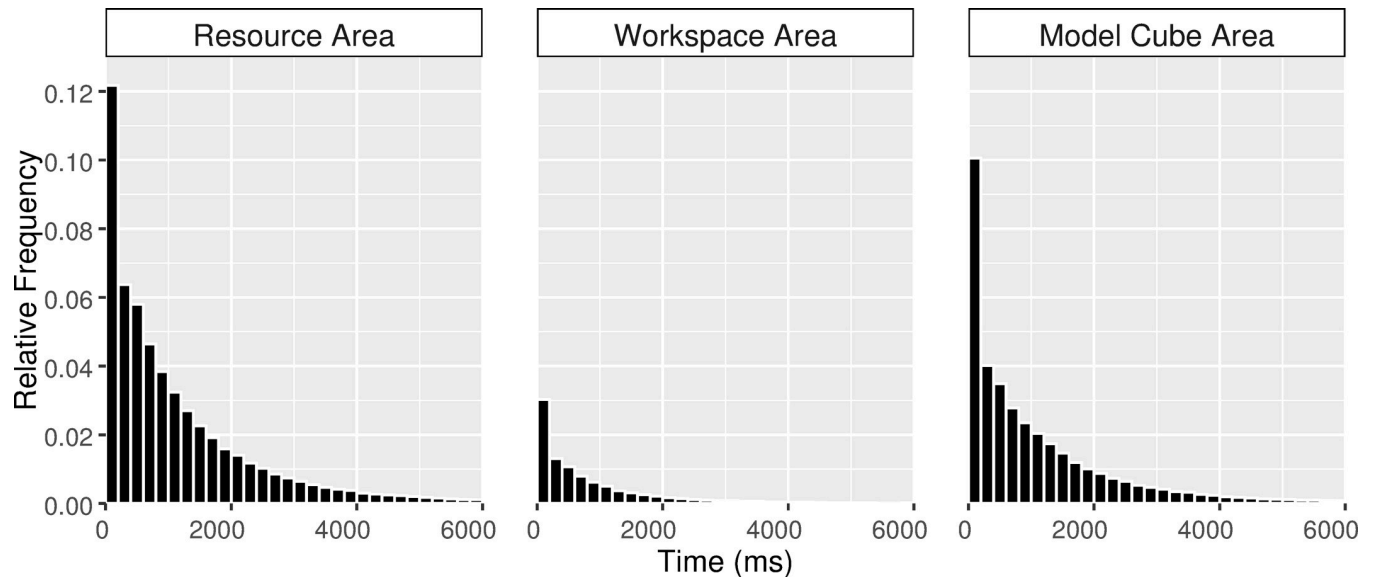 Resource Area
Workspace Area
Model Cube Area
Relative Frequency
0.12
0.10
0.08
0.06
0.04
0.02
0.00
0 2000 4000 6000
0 2000 4000 6000
0 2000 4000 6000
Time (ms)